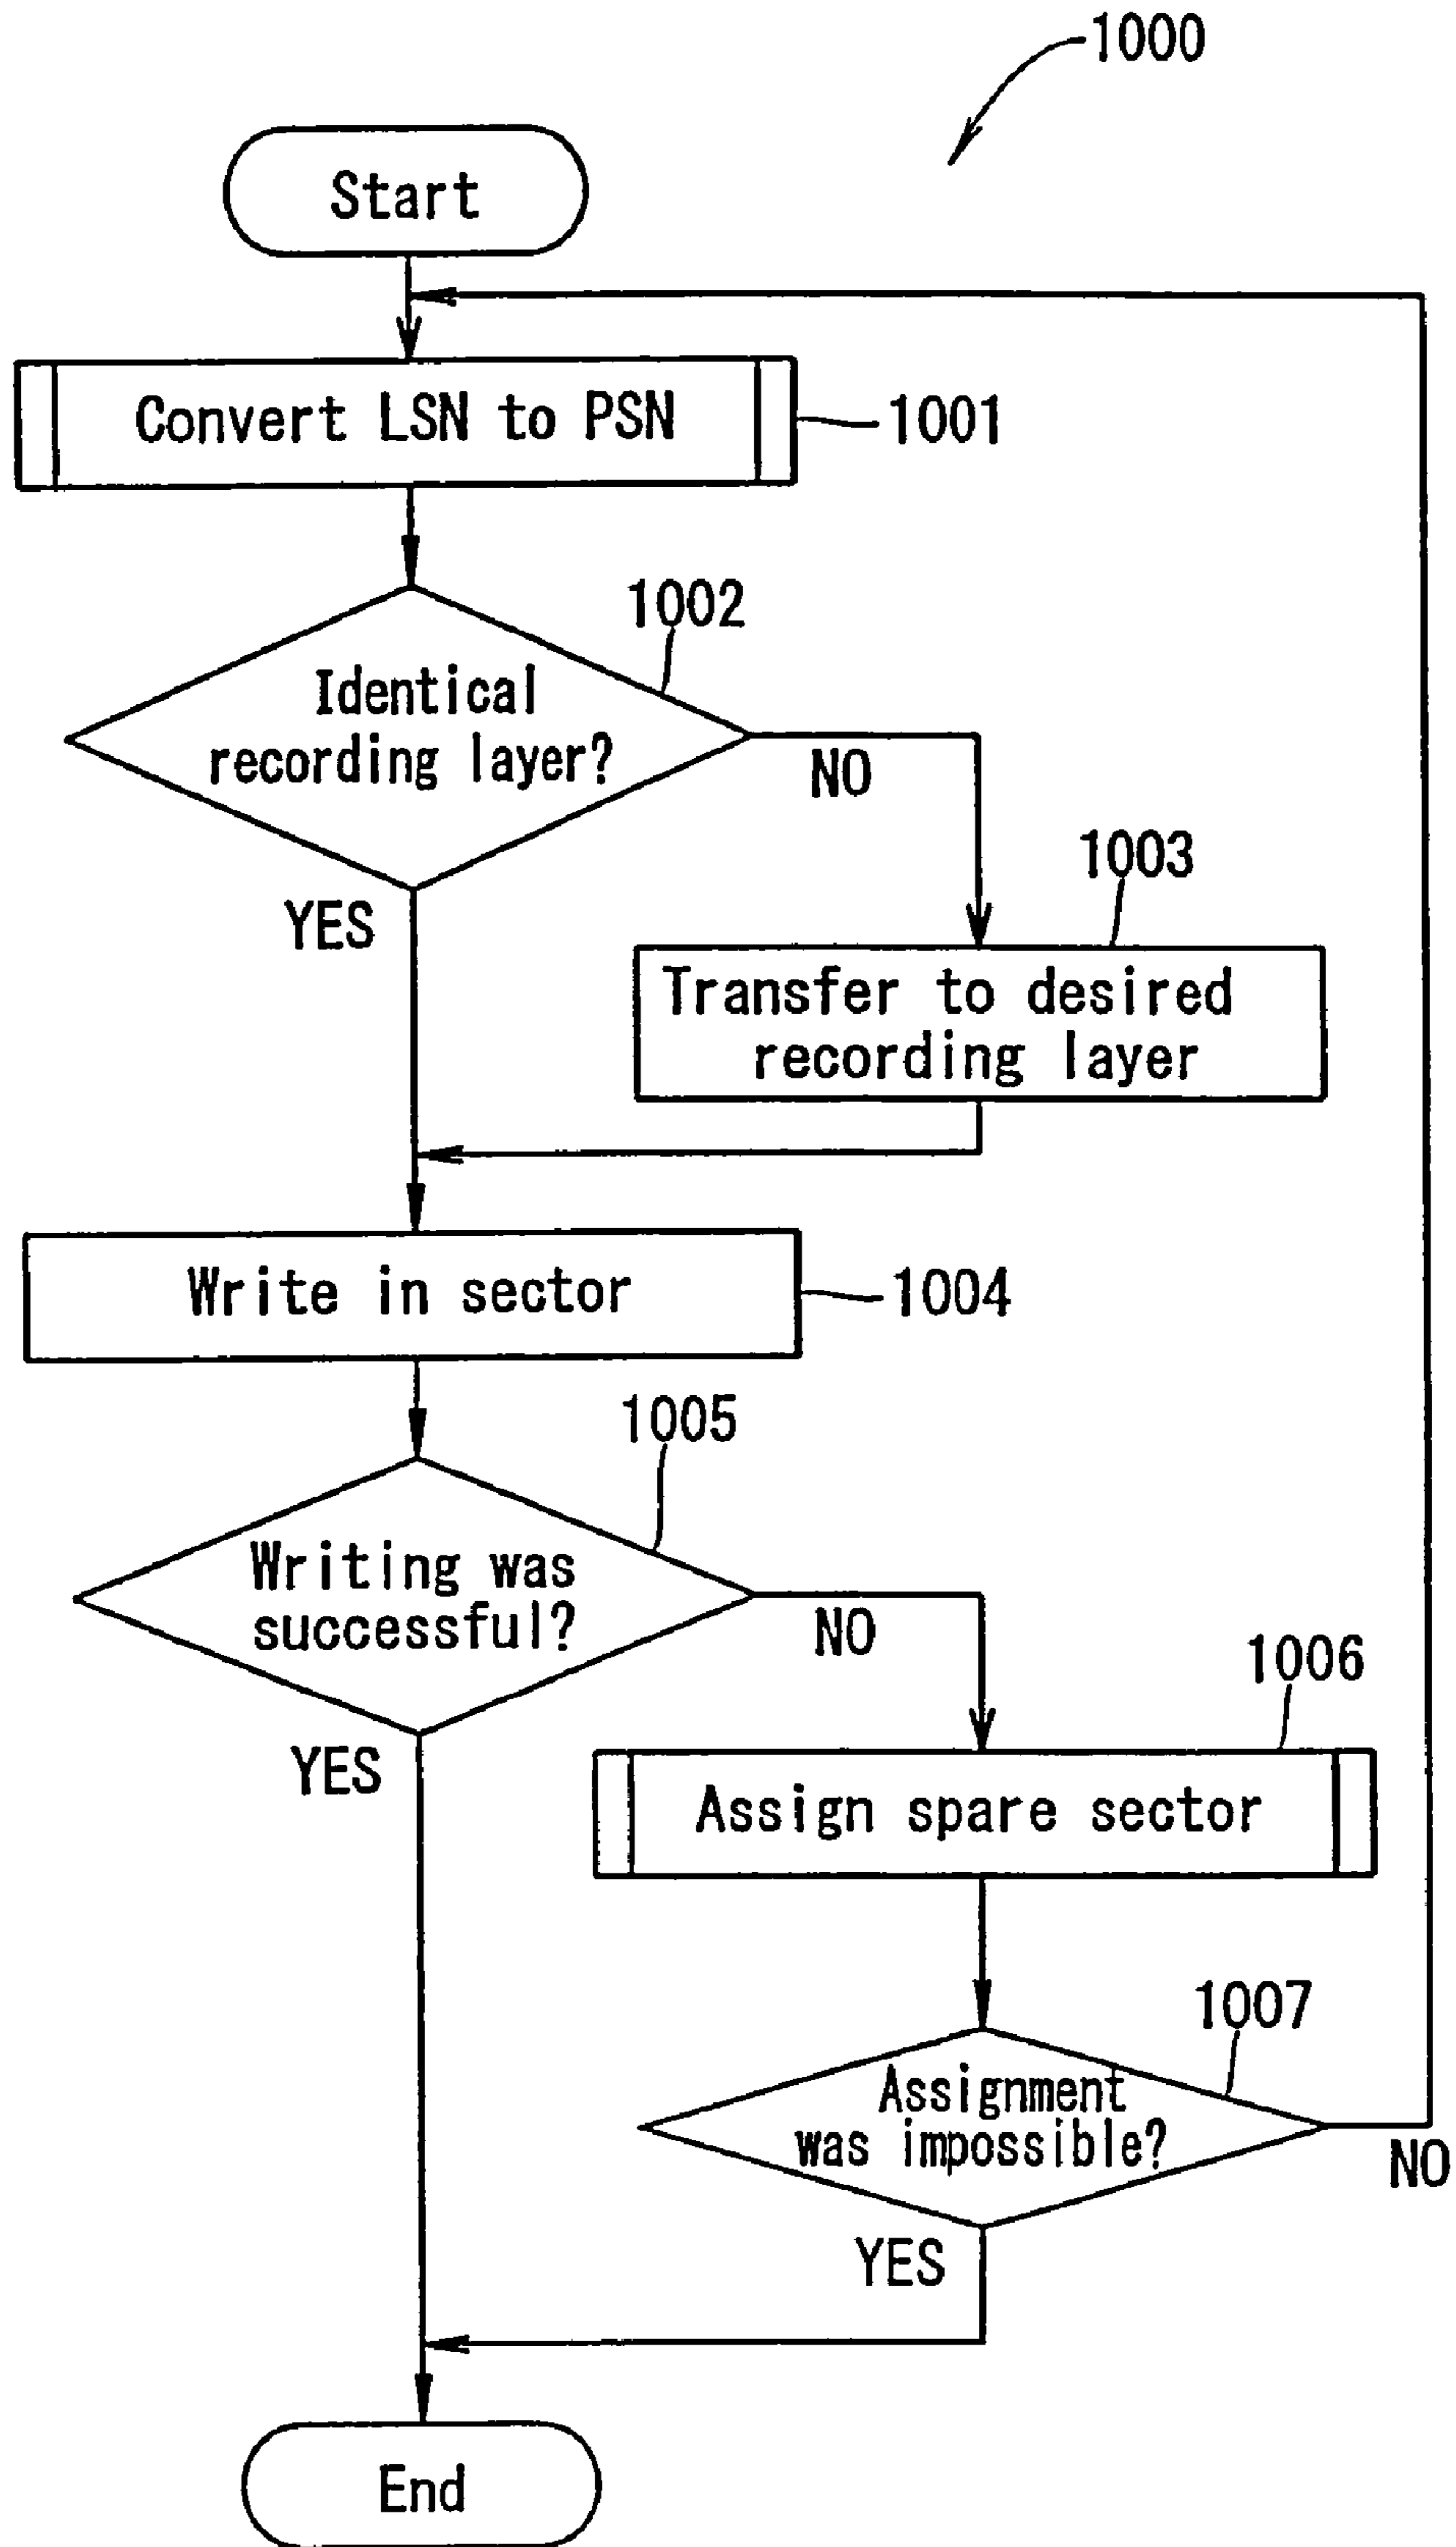 1000
Start
Convert LSN to PSN
1001
1002
Identical
recording layer?
NO
YES
1003
Transfer to desired
recording layer
Write in sector
1004
1005
Writing was
successful?
NO
YES
1006
Assign spare sector
1007
Assignment
was impossible?
NO
YES
End